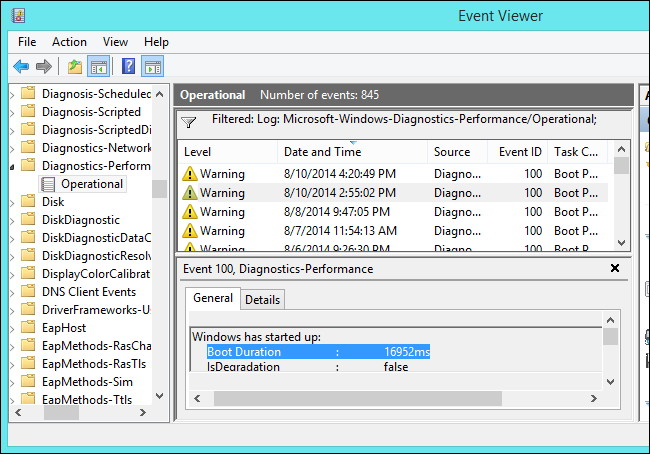 Event Viewer
File Action View Help
Diagnosis-Scheduled
Diagnosis-Scripted
Diagnosis-ScriptedDi
Diagnostics-Network
Diagnostics-Perform
Operational
Disk
DiskDiagnostic
DiskDiagnosticDataC
DiskDiagnosticResolv
DisplayColorCalibrat
DNS Client Events
DriverFrameworks-U
EapHost
EapMethods-RasCha
EapMethods-RasTls
EapMethods-Sim
EapMethods-Ttls
Operational Number of events: 845
Filtered: Log: Microsoft-Windows-Diagnostics-Performance/Operational;
Level Date and Time Source Event ID Task C...
Warning 8/10/2014 4:20:49 PM Diagno... 100 Boot P...
Warning 8/10/2014 2:55:02 PM Diagno... 100 Boot P...
Warning 8/8/2014 9:47:05 PM Diagno... 100 Boot P...
Warning 8/7/2014 11:54:13 AM Diagno... 100 Boot P...
Warning 8/6/2014 9:26:30 PM Diagno... 100 Boot P...
Event 100, Diagnostics-Performance
General Details
Windows has started up:
Boot Duration : 16952ms
IsDegradation : false